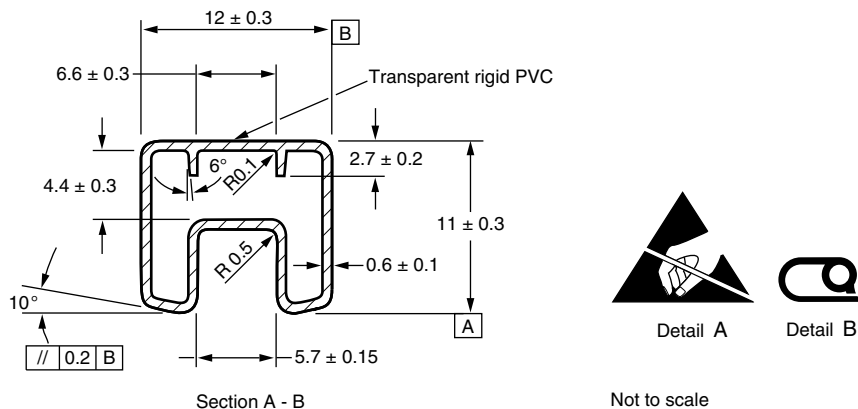 12 ± 0.3
B
6.6 ± 0.3
Transparent rigid PVC
6°
R0.1
2.7 ± 0.2
4.4 ± 0.3
11 ± 0.3
R 0.5
0.6 ± 0.1
10°
A
// 0.2 B
5.7 ± 0.15
Detail A
Detail B
Section A - B
Not to scale